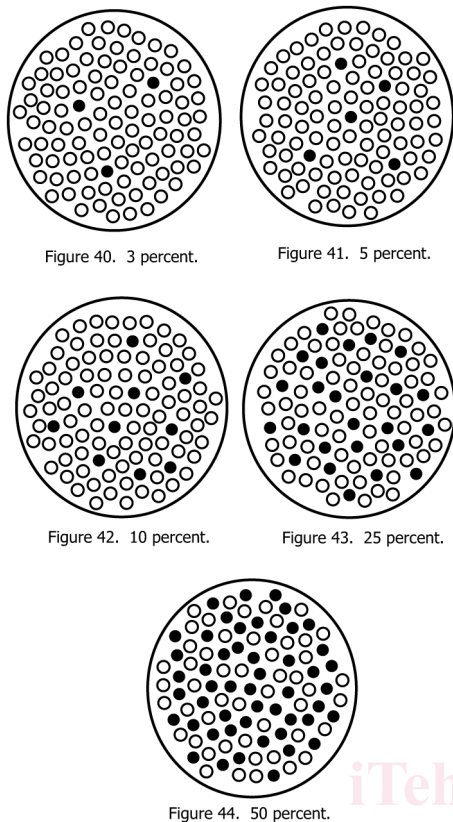 Figure 40. 3 percent.
Figure 41. 5 percent.
Figure 42. 10 percent.
Figure 43. 25 percent.
Figure 44. 50 percent.
iTeh